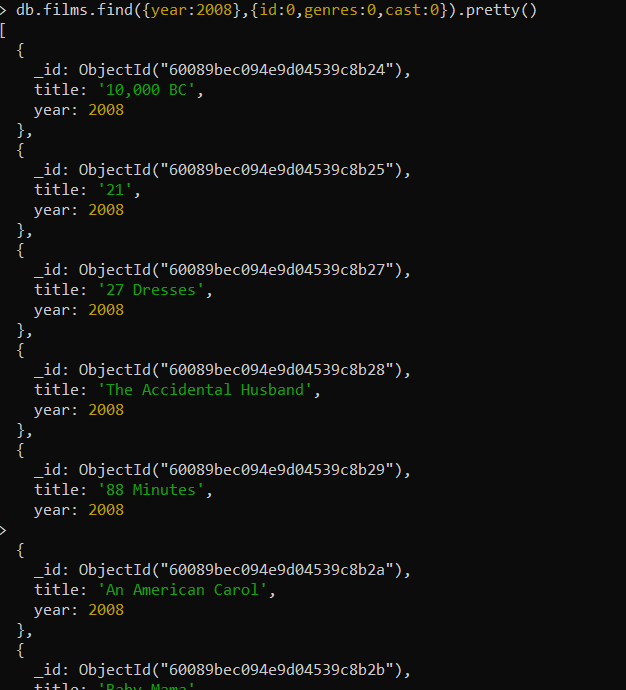 > db.films.find({year:2008},{id:0,genres:0,cast:0}).pretty()
[
  {
    _id: ObjectId("60089bec094e9d04539c8b24"),
    title: '10,000 BC',
    year: 2008
  },
  {
    _id: ObjectId("60089bec094e9d04539c8b25"),
    title: '21',
    year: 2008
  },
  {
    _id: ObjectId("60089bec094e9d04539c8b27"),
    title: '27 Dresses',
    year: 2008
  },
  {
    _id: ObjectId("60089bec094e9d04539c8b28"),
    title: 'The Accidental Husband',
    year: 2008
  },
  {
    _id: ObjectId("60089bec094e9d04539c8b29"),
    title: '88 Minutes',
    year: 2008
>
  {
    _id: ObjectId("60089bec094e9d04539c8b2a"),
    title: 'An American Carol',
    year: 2008
  },
  {
    _id: ObjectId("60089bec094e9d04539c8b2b"),
    title: 'Baby Mama'